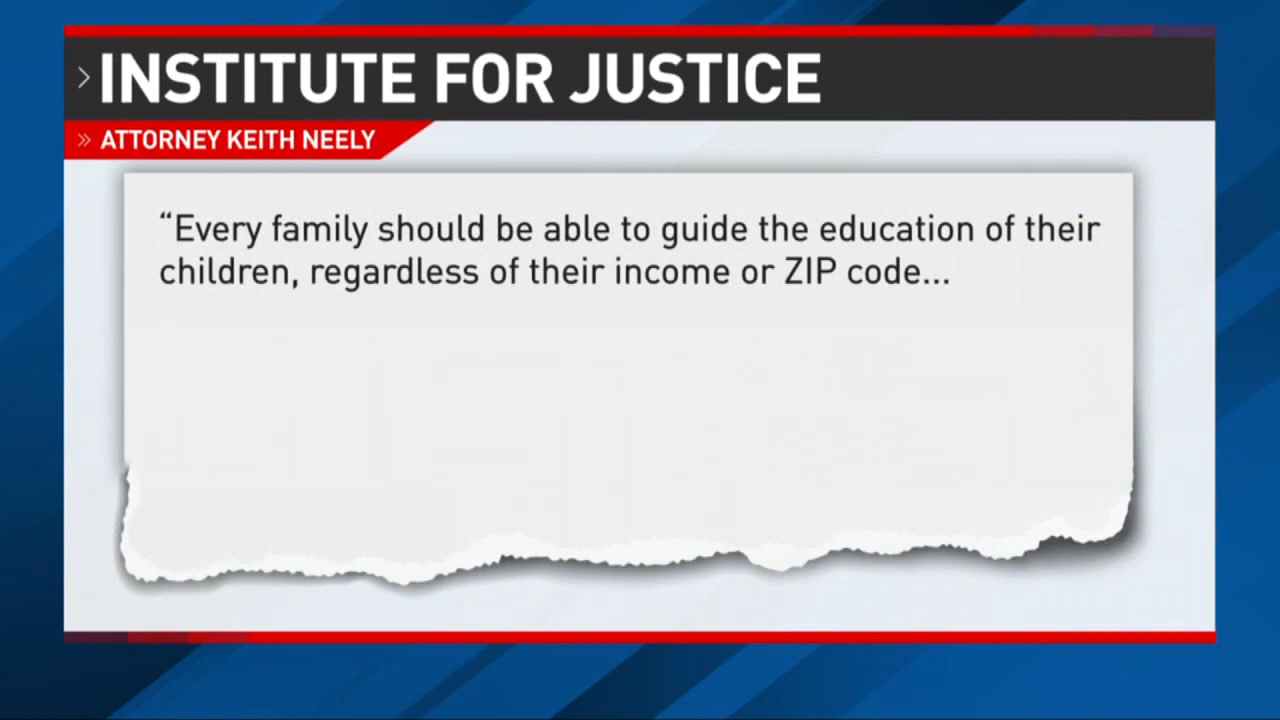 INSTITUTE FOR JUSTICE
ATTORNEY KEITH NEELY
“Every family should be able to guide the education of their
children, regardless of their income or ZIP code...